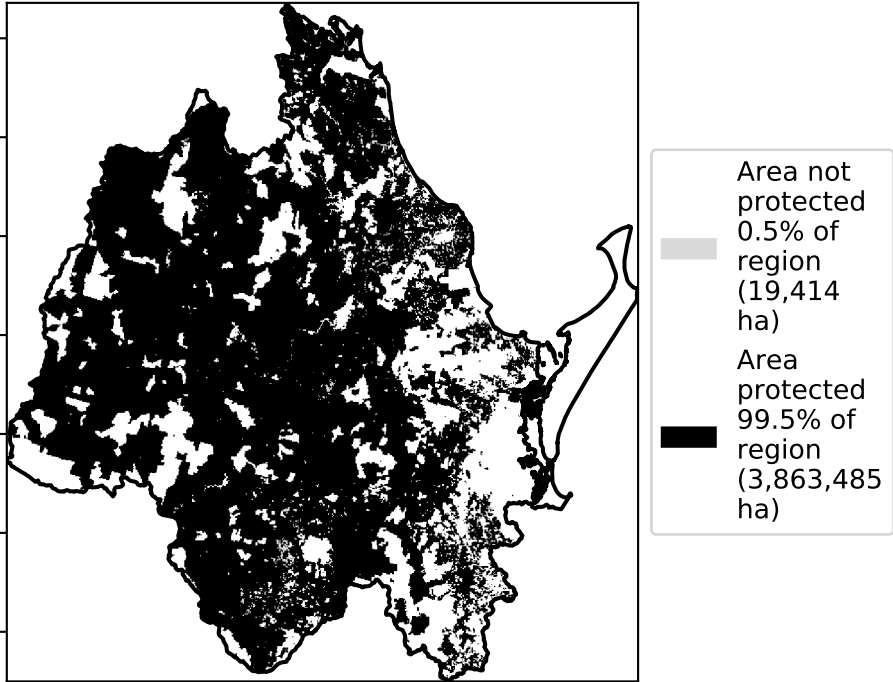 Area not
protected
0.5% of
region
(19,414
ha)
Area
protected
99.5% of
region
(3,863,485
ha)